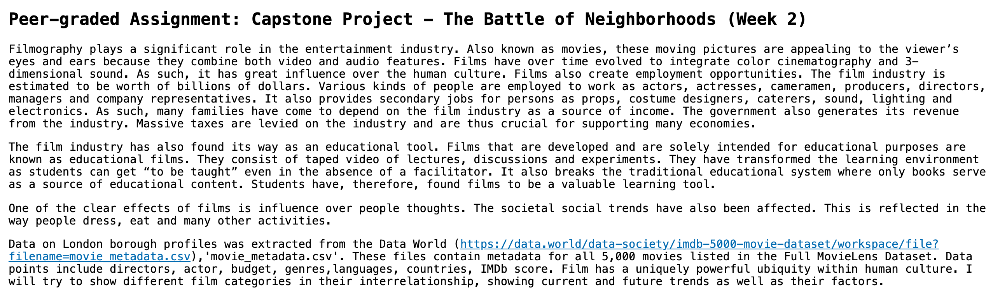 Peer-graded Assignment: Capstone Project - The Battle of Neighborhoods (Week 2)
Filmography plays a significant role in the entertainment industry. Also known as movies, these moving pictures are appealing to the viewer’s
eyes and ears because they combine both video and audio features. Films have over time evolved to integrate color cinematography and 3-
dimensional sound. As such, it has great influence over the human culture. Films also create employment opportunities. The film industry is
estimated to be worth of billions of dollars. Various kinds of people are employed to work as actors, actresses, cameramen, producers, directors,
managers and company representatives. It also provides secondary jobs for persons as props, costume designers, caterers, sound, lighting and
electronics. As such, many families have come to depend on the film industry as a source of income. The government also generates its revenue
from the industry. Massive taxes are levied on the industry and are thus crucial for supporting many economies.
The film industry has also found its way as an educational tool. Films that are developed and are solely intended for educational purposes are
known as educational films. They consist of taped video of lectures, discussions and experiments. They have transformed the learning environment
as students can get “to be taught” even in the absence of a facilitator. It also breaks the traditional educational system where only books serve
as a source of educational content. Students have, therefore, found films to be a valuable learning tool.
One of the clear effects of films is influence over people thoughts. The societal social trends have also been affected. This is reflected in the
way people dress, eat and many other activities.
Data on London borough profiles was extracted from the Data World (https://data.world/data-society/imdb-5000-movie-dataset/workspace/file?
filename=movie_metadata.csv),'movie_metadata.csv'. These files contain metadata for all 5,000 movies listed in the Full MovieLens Dataset. Data
points include directors, actor, budget, genres,languages, countries, IMDb score. Film has a uniquely powerful ubiquity within human culture. I
will try to show different film categories in their interrelationship, showing current and future trends as well as their factors.